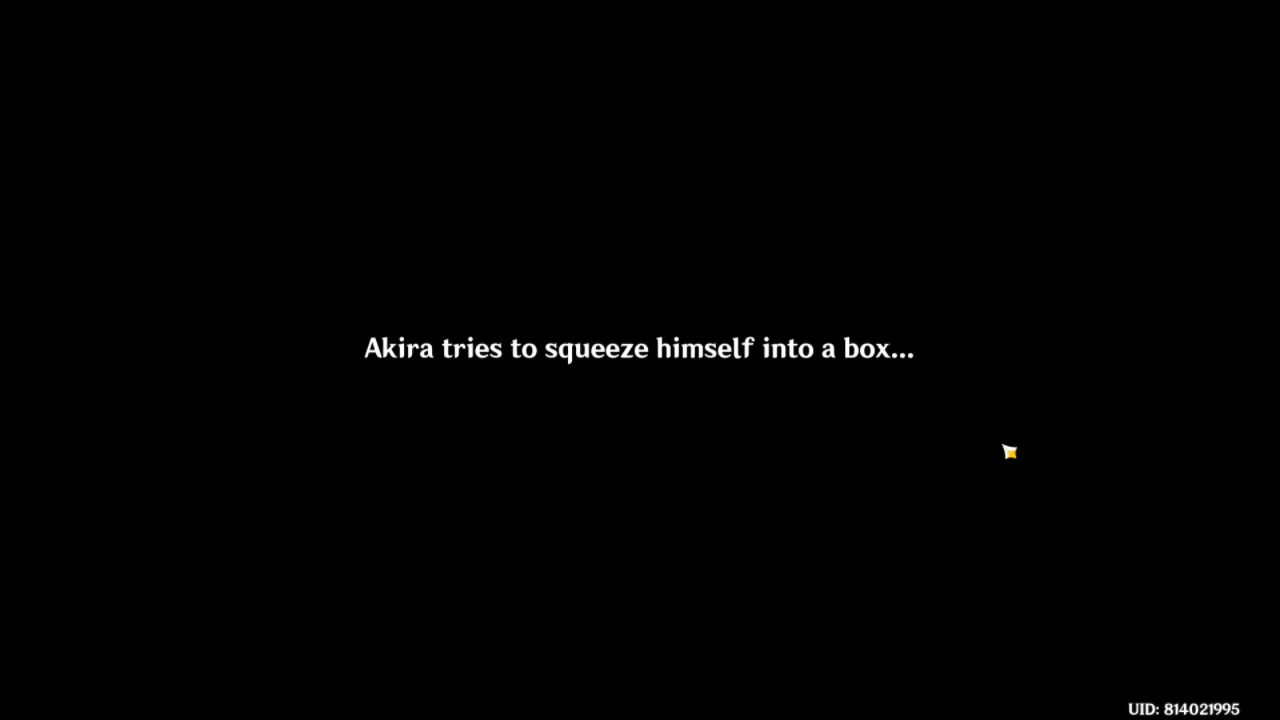 Akira tries to squeeze himself into a box...
UID: 814021995